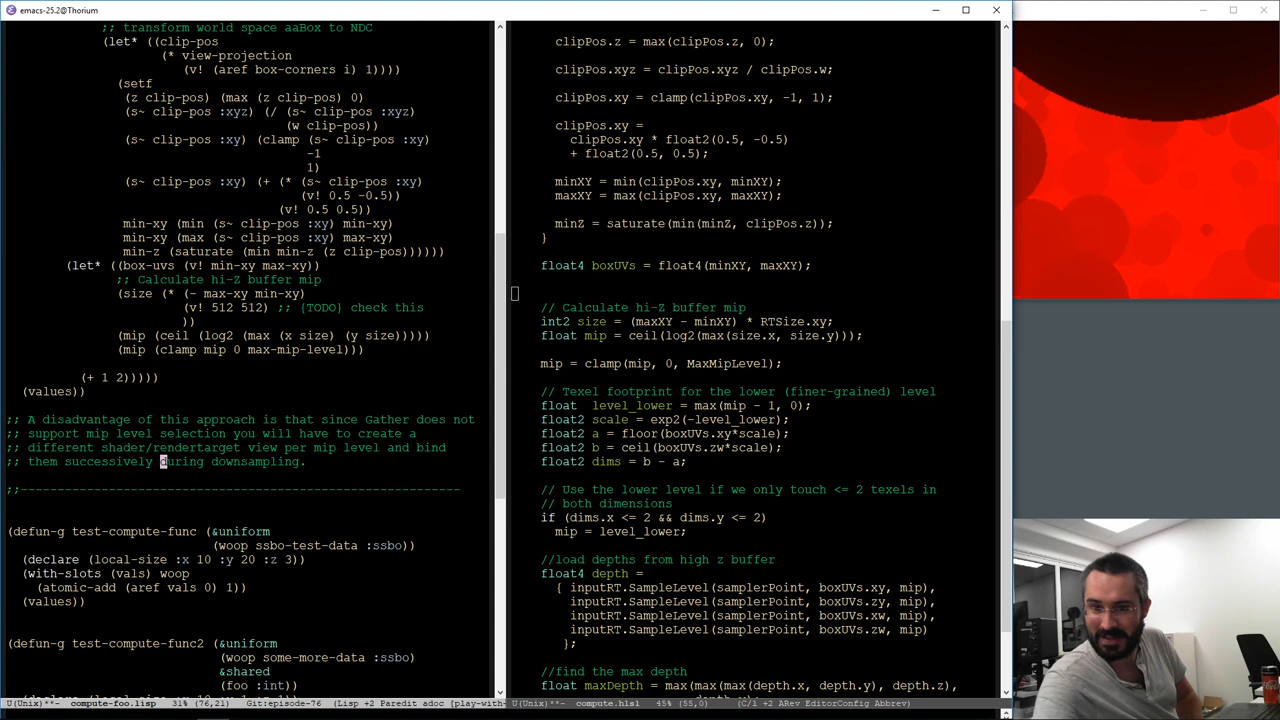 emacs-25.2@Thorium
;; transform world space aaBox to NDC
(let* ((clip-pos
(* view-projection
(v! (aref box-corners i) 1))))
(setf
(z clip-pos) (max (z clip-pos) 0)
(s~ clip-pos :xyz) (/ (s~ clip-pos :xyz)
(w clip-pos))
(s~ clip-pos :xy) (clamp (s~ clip-pos :xy)
-1
1)
(s~ clip-pos :xy) (+ (* (s~ clip-pos :xy)
(v! 0.5 -0.5))
(v! 0.5 0.5))
min-xy (min (s~ clip-pos :xy) min-xy)
min-xy (max (s~ clip-pos :xy) max-xy)
min-z (saturate (min min-z (z clip-pos))))))
(let* ((box-uvs (v! min-xy max-xy))
;; Calculate hi-Z buffer mip
(size (* (- max-xy min-xy)
(v! 512 512) ;; {TODO} check this
))
(mip (ceil (log2 (max (x size) (y size)))))
(mip (clamp mip 0 max-mip-level)))
(+ 1 2)))))
(values))
;; A disadvantage of this approach is that since Gather does not
;; support mip level selection you will have to create a
;; different shader/rendertarget view per mip level and bind
;; them successively during downsampling.
;;------------------------------------------------------------
(defun-g test-compute-func (&uniform
(woop ssbo-test-data :ssbo))
(declare (local-size :x 10 :y 20 :z 3))
(with-slots (vals) woop
(atomic-add (aref vals 0) 1))
(values))
(defun-g test-compute-func2 (&uniform
(woop some-more-data :ssbo)
&shared
(foo :int))
U(Unix)**- compute-foo.lisp 31% (76,21) Git:episode-76 (Lisp +2 Paredit adoc [play-with-
clipPos.z = max(clipPos.z, 0);
clipPos.xyz = clipPos.xyz / clipPos.w;
clipPos.xy = clamp(clipPos.xy, -1, 1);
clipPos.xy =
clipPos.xy * float2(0.5, -0.5)
+ float2(0.5, 0.5);
minXY = min(clipPos.xy, minXY);
maxXY = max(clipPos.xy, maxXY);
minZ = saturate(min(minZ, clipPos.z));
}
float4 boxUVs = float4(minXY, maxXY);
// Calculate hi-Z buffer mip
int2 size = (maxXY - minXY) * RTSize.xy;
float mip = ceil(log2(max(size.x, size.y)));
mip = clamp(mip, 0, MaxMipLevel);
// Texel footprint for the lower (finer-grained) level
float level_lower = max(mip - 1, 0);
float2 scale = exp2(-level_lower);
float2 a = floor(boxUVs.xy*scale);
float2 b = ceil(boxUVs.zw*scale);
float2 dims = b - a;
// Use the lower level if we only touch <= 2 texels in
// both dimensions
if (dims.x <= 2 && dims.y <= 2)
mip = level_lower;
//load depths from high z buffer
float4 depth =
{ inputRT.SampleLevel(samplerPoint, boxUVs.xy, mip),
inputRT.SampleLevel(samplerPoint, boxUVs.zy, mip),
inputRT.SampleLevel(samplerPoint, boxUVs.xw, mip),
inputRT.SampleLevel(samplerPoint, boxUVs.zw, mip)
};
//find the max depth
float maxDepth = max(max(max(depth.x, depth.y), depth.z),
U(Unix)**- compute.hlsl 45% (55,0) (C/l +2 ARev EditorConfig Abbrev)